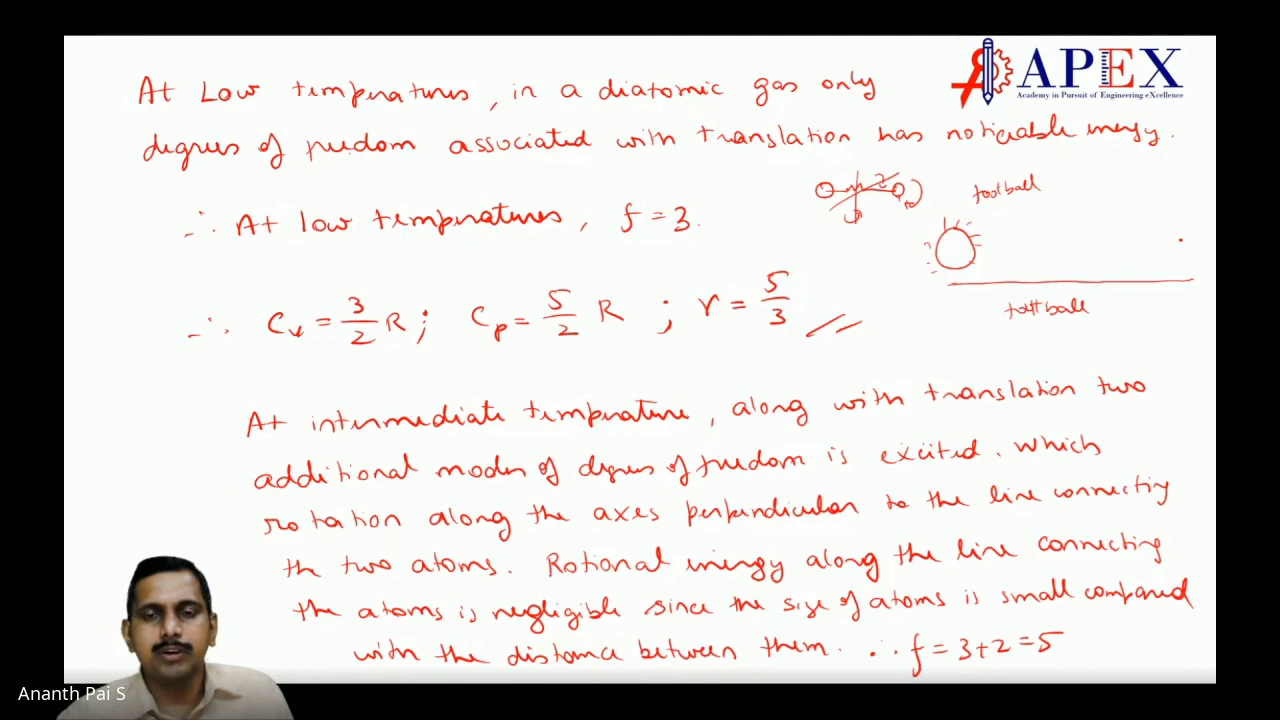 At Low temperatures, in a diatomic gas only
degrees of freedom associated with translation has noticiable energy.
APEX
Academy in Pursuit of Engineering eXcellence
∴ At low temperatures, f = 3.
football
∴ Cv = 3/2 R; Cp = 5/2 R; γ = 5/3
football
At intermediate temperature, along with translation two
additional modes of degrees of freedom is excited. Which
rotation along the axes perpendicular to the line connecting
the two atoms. Rotional energy along the line connecting
the atoms is negligible since the size of atoms is small compared
with the distance between them. ∴ f = 3+2 = 5
Ananth Pai S